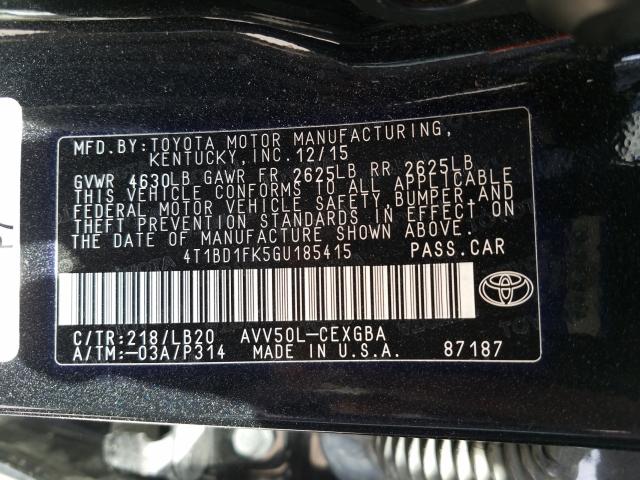 MFD.BY:TOYOTA MOTOR MANUFACTURING,
KENTUCKY, INC. 12/15
GVWR 4630LB GAWR FR 2625LB RR 2625LB
THIS VEHICLE CONFORMS TO ALL APPLICABLE
FEDERAL MOTOR VEHICLE SAFETY, BUMPER, AND
THEFT PREVENTION STANDARDS IN EFFECT ON
THE DATE OF MANUFACTURE SHOWN ABOVE.
4T1BD1FK5GU185415 PASS.CAR
C/TR:218/LB20 AVV50L-CEXGBA
A/TM:-03A/P314 MADE IN U.S.A. 87187